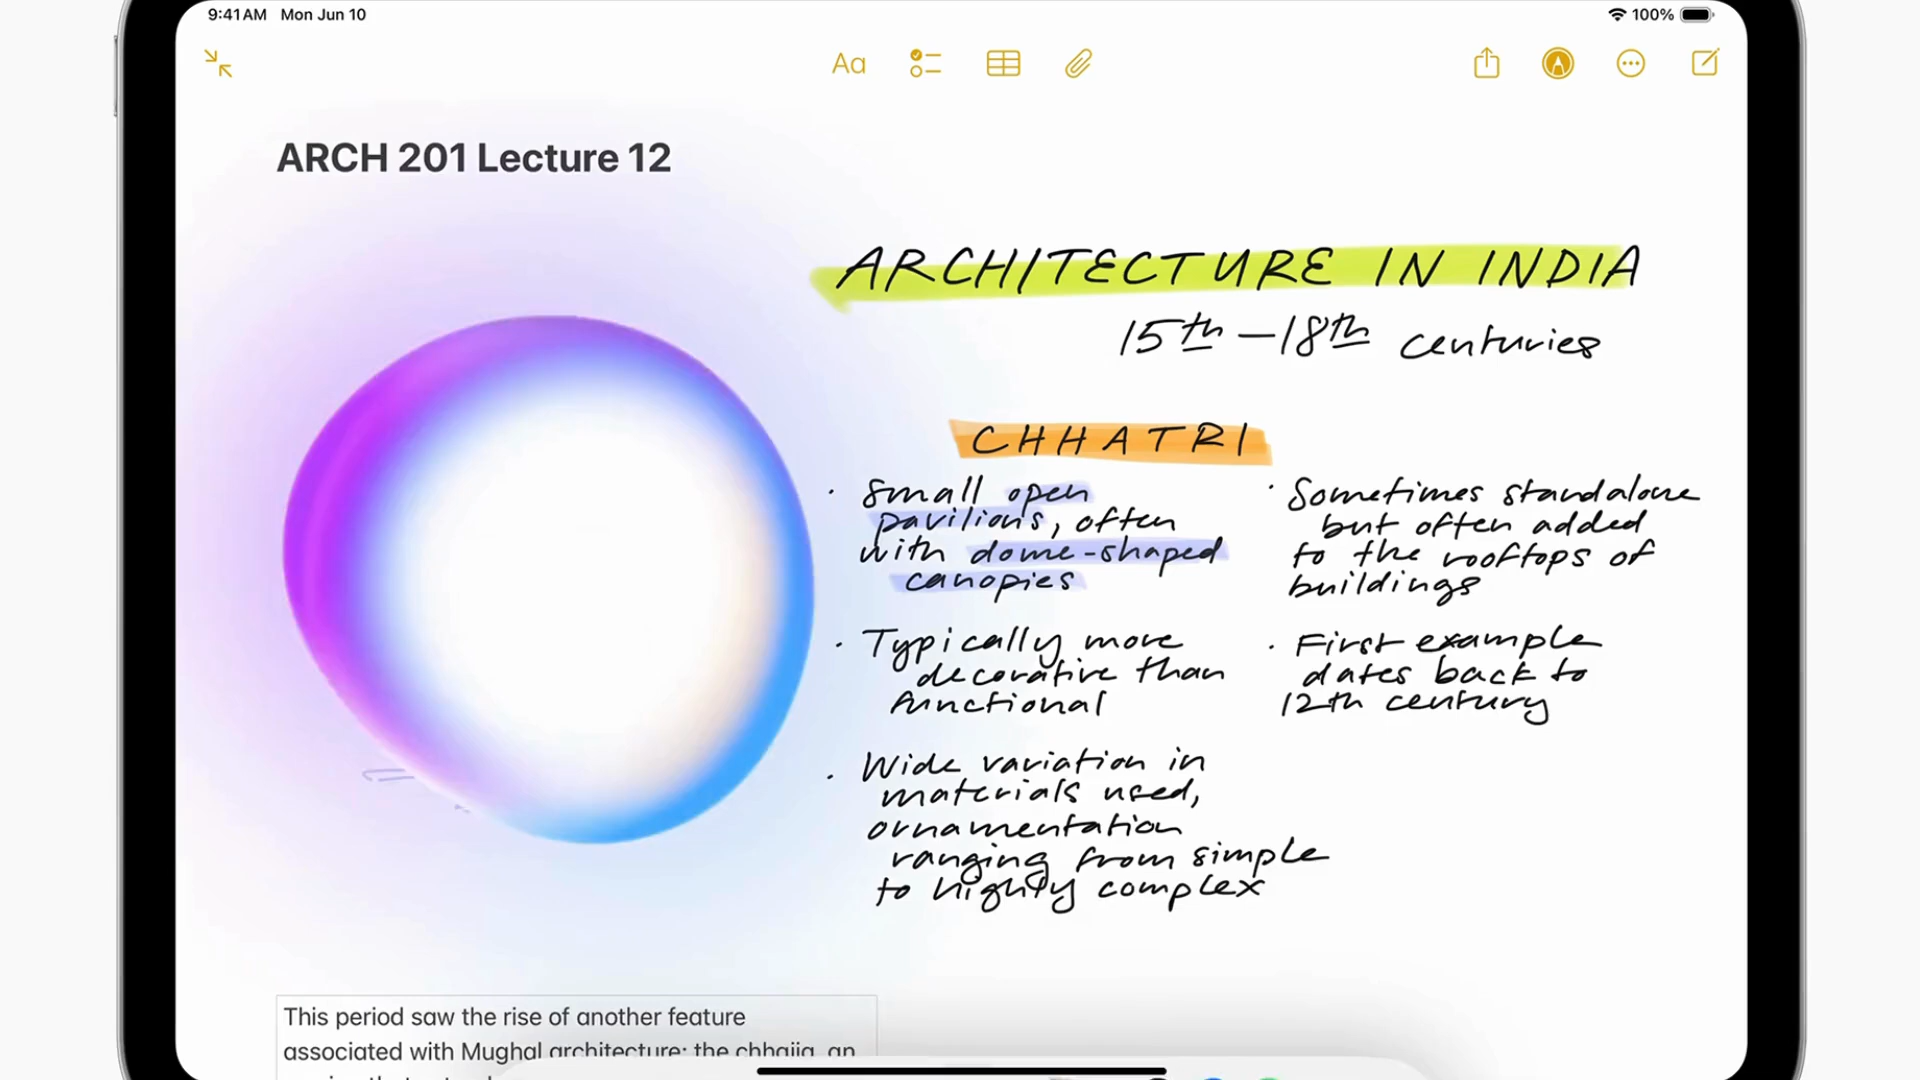 9:41 AM Mon Jun 10
100%
Aa
ARCH 201 Lecture 12
ARCHITECTURE IN INDIA
15th – 18th centuries
CHHATRI
· Small open
pavilions, often
with dome-shaped
canopies
· Typically more
decorative than
functional
· Wide variation in
materials used,
ornamentation
ranging from simple
to highly complex
· Sometimes standalone
but often added
to the rooftops of
buildings
· First example
dates back to
12th century
This period saw the rise of another feature
associated with Mughal architecture: the chhajja, an